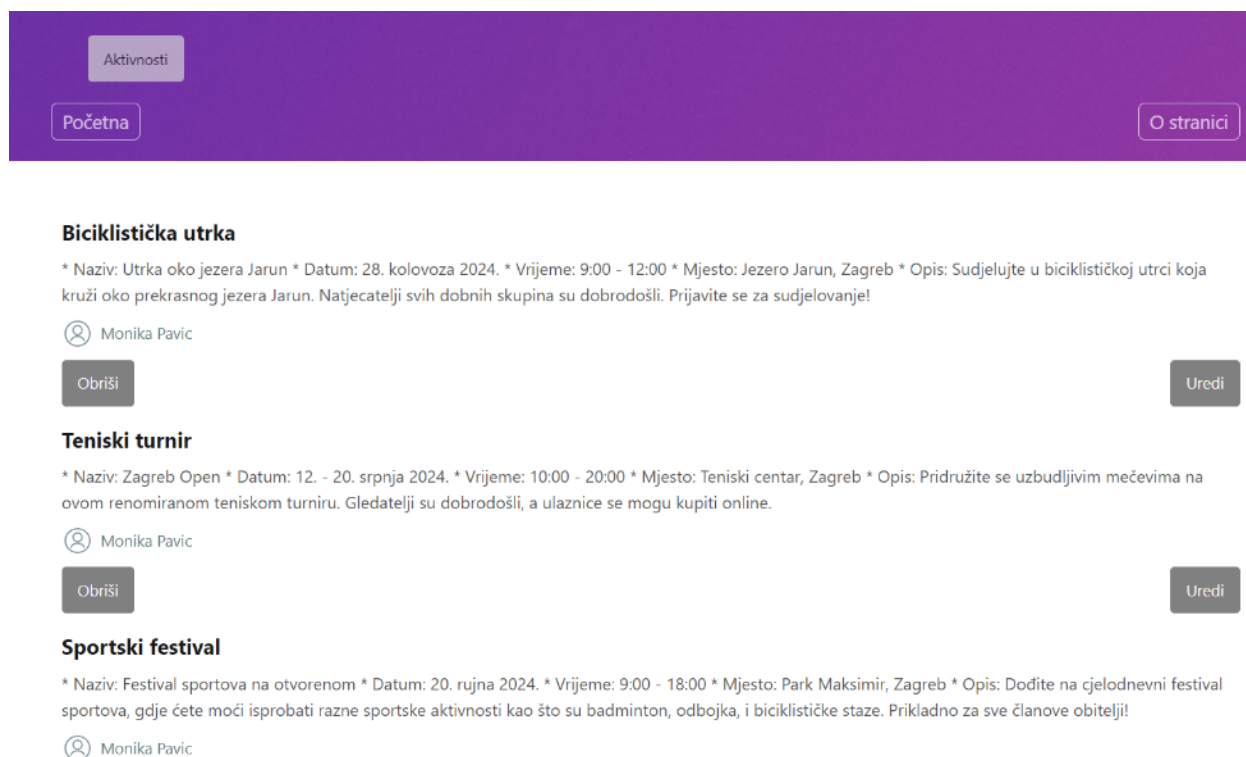 Aktivnosti
Početna
O stranici
Biciklistička utrka
* Naziv: Utrka oko jezera Jarun * Datum: 28. kolovoza 2024. * Vrijeme: 9:00 - 12:00 * Mjesto: Jezero Jarun, Zagreb * Opis: Sudjelujte u biciklističkoj utrci koja
kruži oko prekrasnog jezera Jarun. Natjecatelji svih dobnih skupina su dobrodošli. Prijavite se za sudjelovanje!
Monika Pavic
Obriši
Uredi
Teniski turnir
* Naziv: Zagreb Open * Datum: 12. - 20. srpnja 2024. * Vrijeme: 10:00 - 20:00 * Mjesto: Teniski centar, Zagreb * Opis: Pridružite se uzbudljivim mečevima na
ovom renomiranom teniskom turniru. Gledatelji su dobrodošli, a ulaznice se mogu kupiti online.
Monika Pavic
Obriši
Uredi
Sportski festival
* Naziv: Festival sportova na otvorenom * Datum: 20. rujna 2024. * Vrijeme: 9:00 - 18:00 * Mjesto: Park Maksimir, Zagreb * Opis: Dođite na cjelodnevni festival
sportova, gdje ćete moći isprobati razne sportske aktivnosti kao što su badminton, odbojka, i biciklističke staze. Prikladno za sve članove obitelji!
Monika Pavic